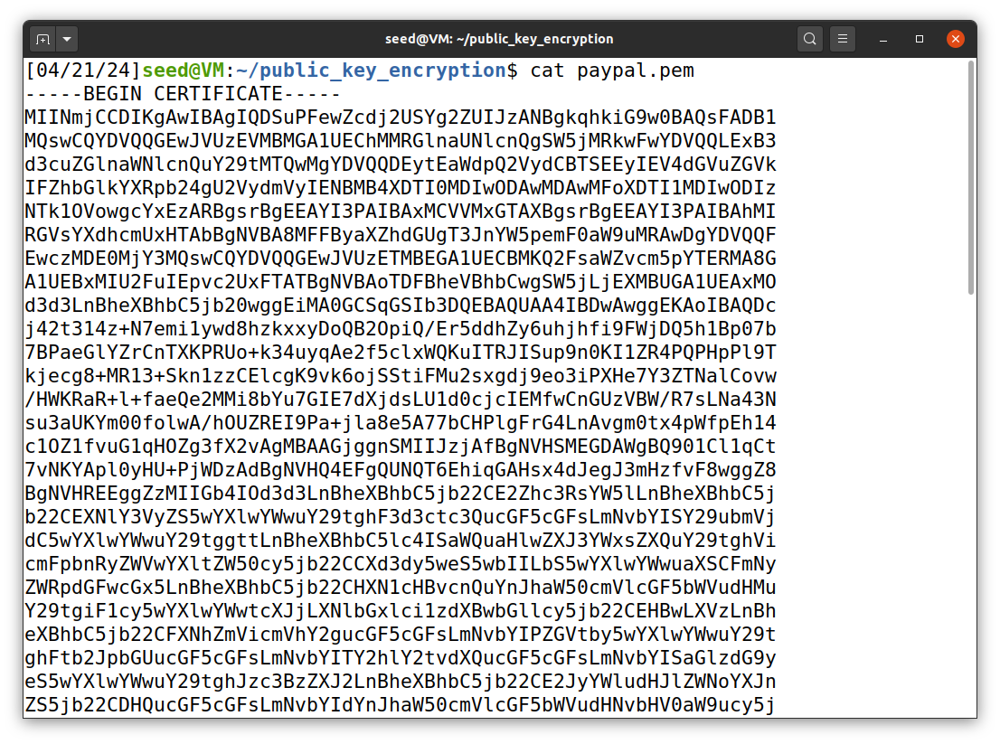 seed@VM: ~/public_key_encryption
[04/21/24]seed@VM:~/public_key_encryption$ cat paypal.pem
-----BEGIN CERTIFICATE-----
MIINmjCCDIKgAwIBAgIQDSuPFewZcdj2USYg2ZUIJzANBgkqhkiG9w0BAQsFADB1
MQswCQYDVQQGEwJVUzEVMBMGA1UEChMMRGlnaUNlcnQgSW5jMRkwFwYDVQQLExB3
d3cuZGlnaWNlcnQuY29tMTQwMgYDVQQDEytEaWdpQ2VydCBTSEEyIEV4dGVuZGVk
IFZhbGlkYXRpb24gU2VydmVyIENBMB4XDTI0MDIwODAwMDAwMFoXDTI1MDIwODIz
NTk1OVowgcYxEzARBgsrBgEEAYI3PAIBAxMCVVMxGTAXBgsrBgEEAYI3PAIBAhMI
RGVsYXdhcmUxHTAbBgNVBA8MFFByaXZhdGUgT3JnYW5pemF0aW9uMRAwDgYDVQQF
EwczMDE0MjY3MQswCQYDVQQGEwJVUzETMBEGA1UECBMKQ2FsaWZvcm5pYTERMA8G
A1UEBxMIU2FuIEpvc2UxFTATBgNVBAoTDFBheVBhbCwgSW5jLjEXMBUGA1UEAxMO
d3d3LnBheXBhbC5jb20wggEiMA0GCSqGSIb3DQEBAQUAA4IBDwAwggEKAoIBAQDc
j42t314z+N7emi1ywd8hzkxxyDoQB2OpiQ/Er5ddhZy6uhjhfi9FWjDQ5h1Bp07b
7BPaeGlYZrCnTXKPRUo+k34uyqAe2f5clxWQKuITRJISup9n0KI1ZR4PQPHpPl9T
kjecg8+MR13+Skn1zzCElcgK9vk6ojSStiFMu2sxgdj9eo3iPXHe7Y3ZTNalCovw
/HWKRaR+l+faeQe2MMi8bYu7GIE7dXjdsLU1d0cjcIEMfwCnGUzVBW/R7sLNa43N
su3aUKYm00folwA/hOUZREI9Pa+jla8e5A77bCHPlgFrG4LnAvgm0tx4pWfpEh14
c1OZ1fvuG1qHOZg3fX2vAgMBAAGjggnSMIIJzjAfBgNVHSMEGDAWgBQ901Cl1qCt
7vNKYApl0yHU+PjWDzAdBgNVHQ4EFgQUNQT6EhiqGAHsx4dJegJ3mHzfvF8wggZ8
BgNVHREEggZzMIIGb4IOd3d3LnBheXBhbC5jb22CE2Zhc3RsYW5lLnBheXBhbC5j
b22CEXNlY3VyZS5wYXlwYWwuY29tghF3d3ctc3QucGF5cGFsLmNvbYISY29ubmVj
dC5wYXlwYWwuY29tggttLnBheXBhbC5lc4ISaWQuaHlwZXJ3YWxsZXQuY29tghVi
cmFpbnRyZWVwYXltZW50cy5jb22CCXd3dy5weS5wbIILbS5wYXlwYWwuaXSCFmNy
ZWRpdGFwcGx5LnBheXBhbC5jb22CHXN1cHBvcnQuYnJhaW50cmVlcGF5bWVudHMu
Y29tgiF1cy5wYXlwYWwtcXJjLXNlbGxlci1zdXBwbGllcy5jb22CEHBwLXVzLnBh
eXBhbC5jb22CFXNhZmVicmVhY2gucGF5cGFsLmNvbYIPZGVtby5wYXlwYWwuY29t
ghFtb2JpbGUucGF5cGFsLmNvbYITY2hlY2tvdXQucGF5cGFsLmNvbYISaGlzdG9y
eS5wYXlwYWwuY29tghJzc3BzZXJ2LnBheXBhbC5jb22CE2JyYWludHJlZWNoYXJn
ZS5jb22CDHQucGF5cGFsLmNvbYIdYnJhaW50cmVlcGF5bWVudHNvbHV0aW9ucy5j